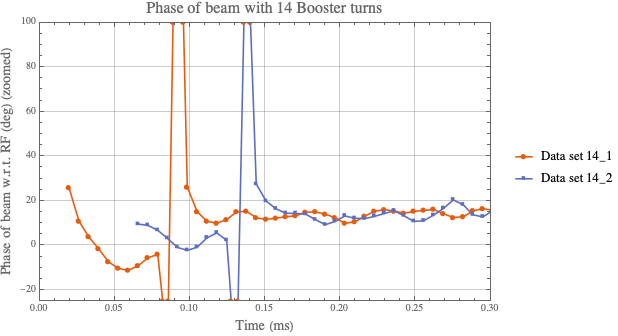 Phase of beam with 14 Booster turns
Phase of beam w.r.t. RF (deg) (zoomed)
100
80
60
40
20
0
−20
0.00 0.05 0.10 0.15 0.20 0.25 0.30
Time (ms)
Data set 14_1
Data set 14_2